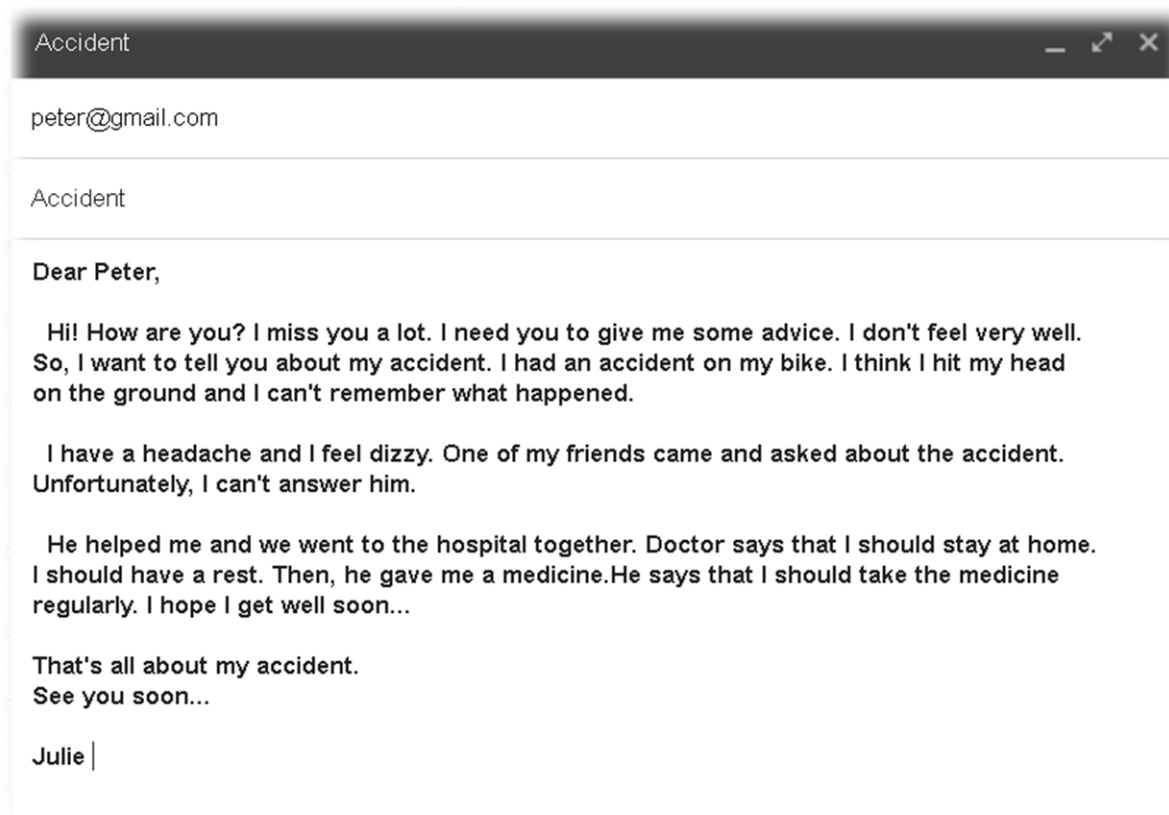 Accident
peter@gmail.com
Accident
Dear Peter,
Hi! How are you? I miss you a lot. I need you to give me some advice. I don't feel very well.
So, I want to tell you about my accident. I had an accident on my bike. I think I hit my head
on the ground and I can't remember what happened.
I have a headache and I feel dizzy. One of my friends came and asked about the accident.
Unfortunately, I can't answer him.
He helped me and we went to the hospital together. Doctor says that I should stay at home.
I should have a rest. Then, he gave me a medicine.He says that I should take the medicine
regularly. I hope I get well soon...
That's all about my accident.
See you soon...
Julie